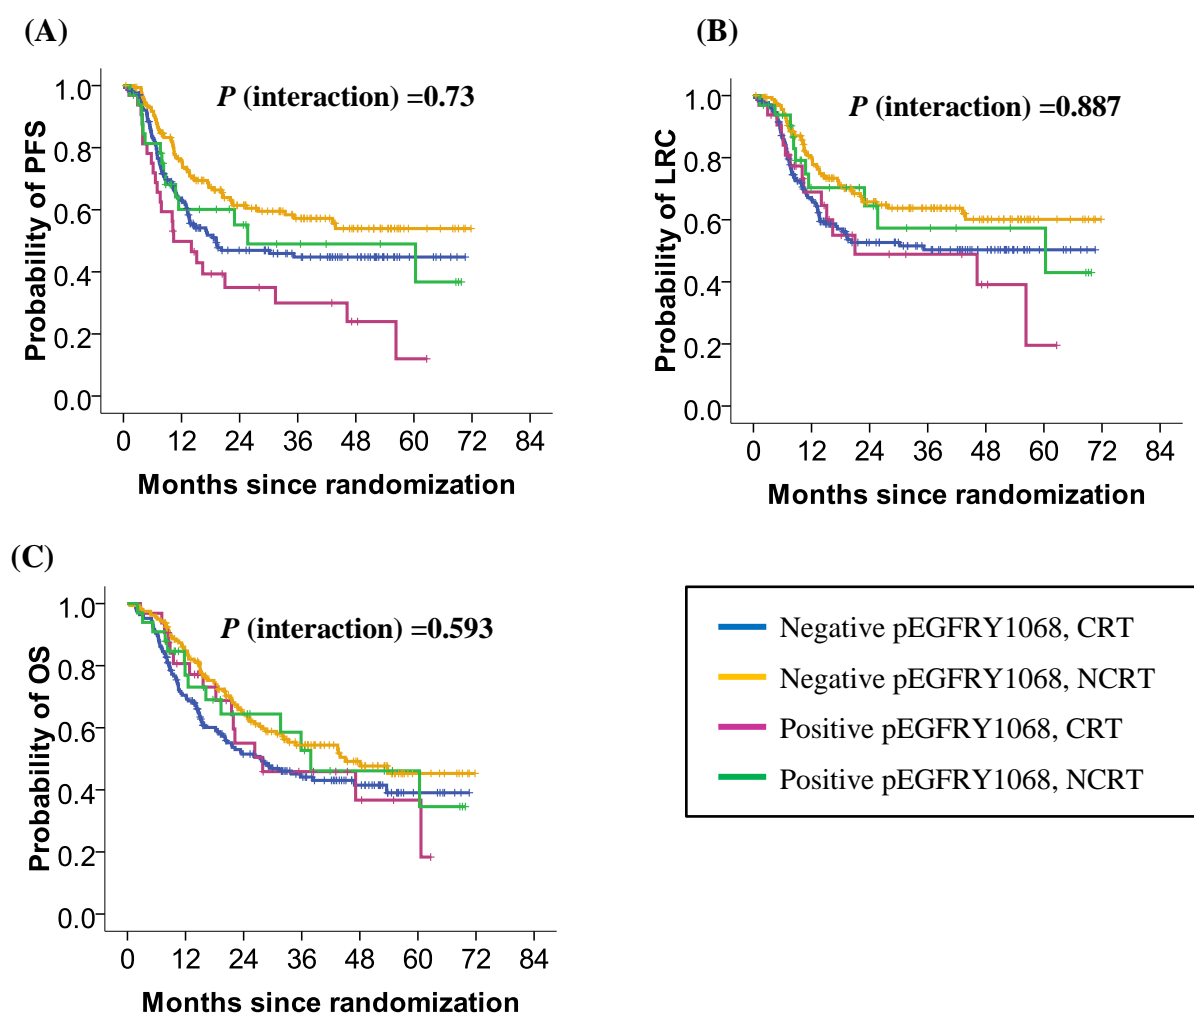 (A)
P (interaction) =0.73
Probability of PFS
1.0
0.8
0.6
0.4
0.2
0.0
0 12 24 36 48 60 72 84
Months since randomization
(B)
P (interaction) =0.887
Probability of LRC
1.0
0.8
0.6
0.4
0.2
0.0
0 12 24 36 48 60 72 84
Months since randomization
(C)
P (interaction) =0.593
Probability of OS
1.0
0.8
0.6
0.4
0.2
0.0
0 12 24 36 48 60 72 84
Months since randomization
Negative pEGFRY1068, CRT
Negative pEGFRY1068, NCRT
Positive pEGFRY1068, CRT
Positive pEGFRY1068, NCRT